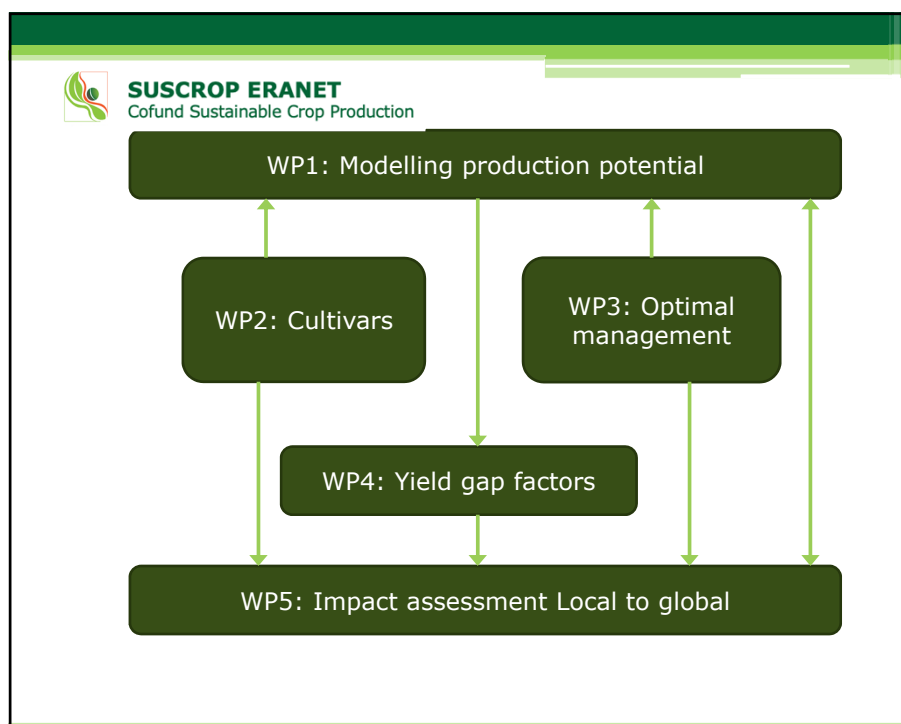 SUSCROP ERANET
Cofund Sustainable Crop Production
WP1: Modelling production potential
WP2: Cultivars
WP3: Optimal
management
WP4: Yield gap factors
WP5: Impact assessment Local to global